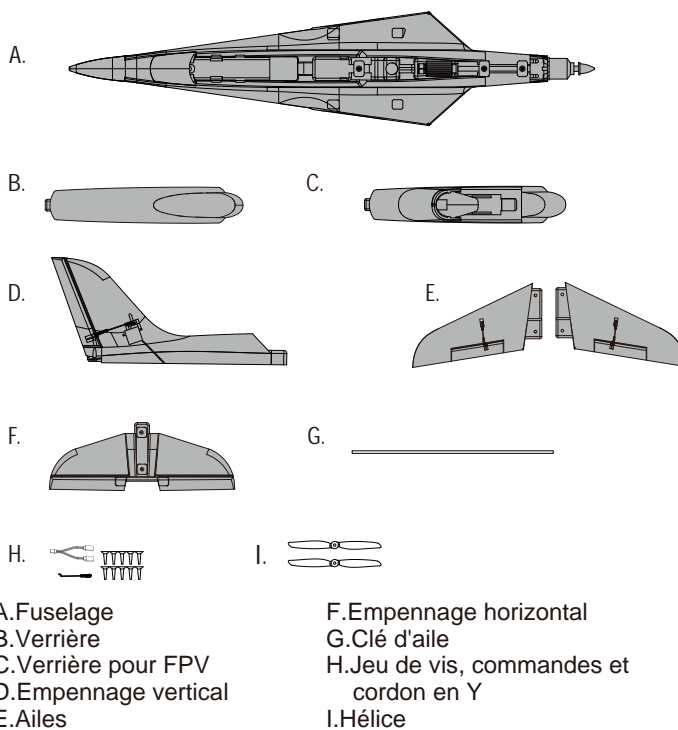 A.
B.
C.
D.
E.
F.
G.
H.
I.
A.Fuselage
B.Verrière
C.Verrière pour FPV
D.Empennage vertical
E.Ailes
F.Empennage horizontal
G.Clé d'aile
H.Jeu de vis, commandes et
cordon en Y
I.Hélice